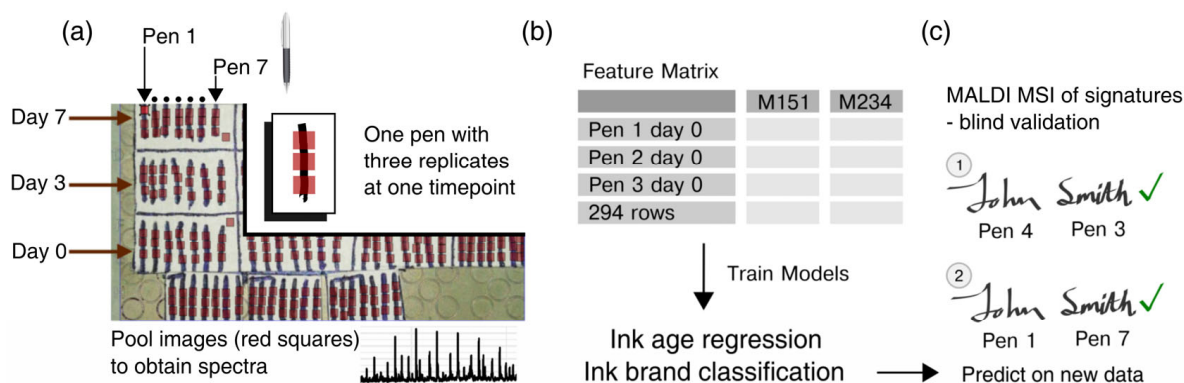 (a)
Pen 1
Pen 7
Day 7
Day 3
Day 0
One pen with
three replicates
at one timepoint
Pool images (red squares)
to obtain spectra
(b)
Feature Matrix
M151 M234
Pen 1 day 0
Pen 2 day 0
Pen 3 day 0
294 rows
Train Models
Ink age regression
Ink brand classification
(c)
MALDI MSI of signatures
- blind validation
1
John Smith
Pen 4 Pen 3
2
John Smith
Pen 1 Pen 7
Predict on new data